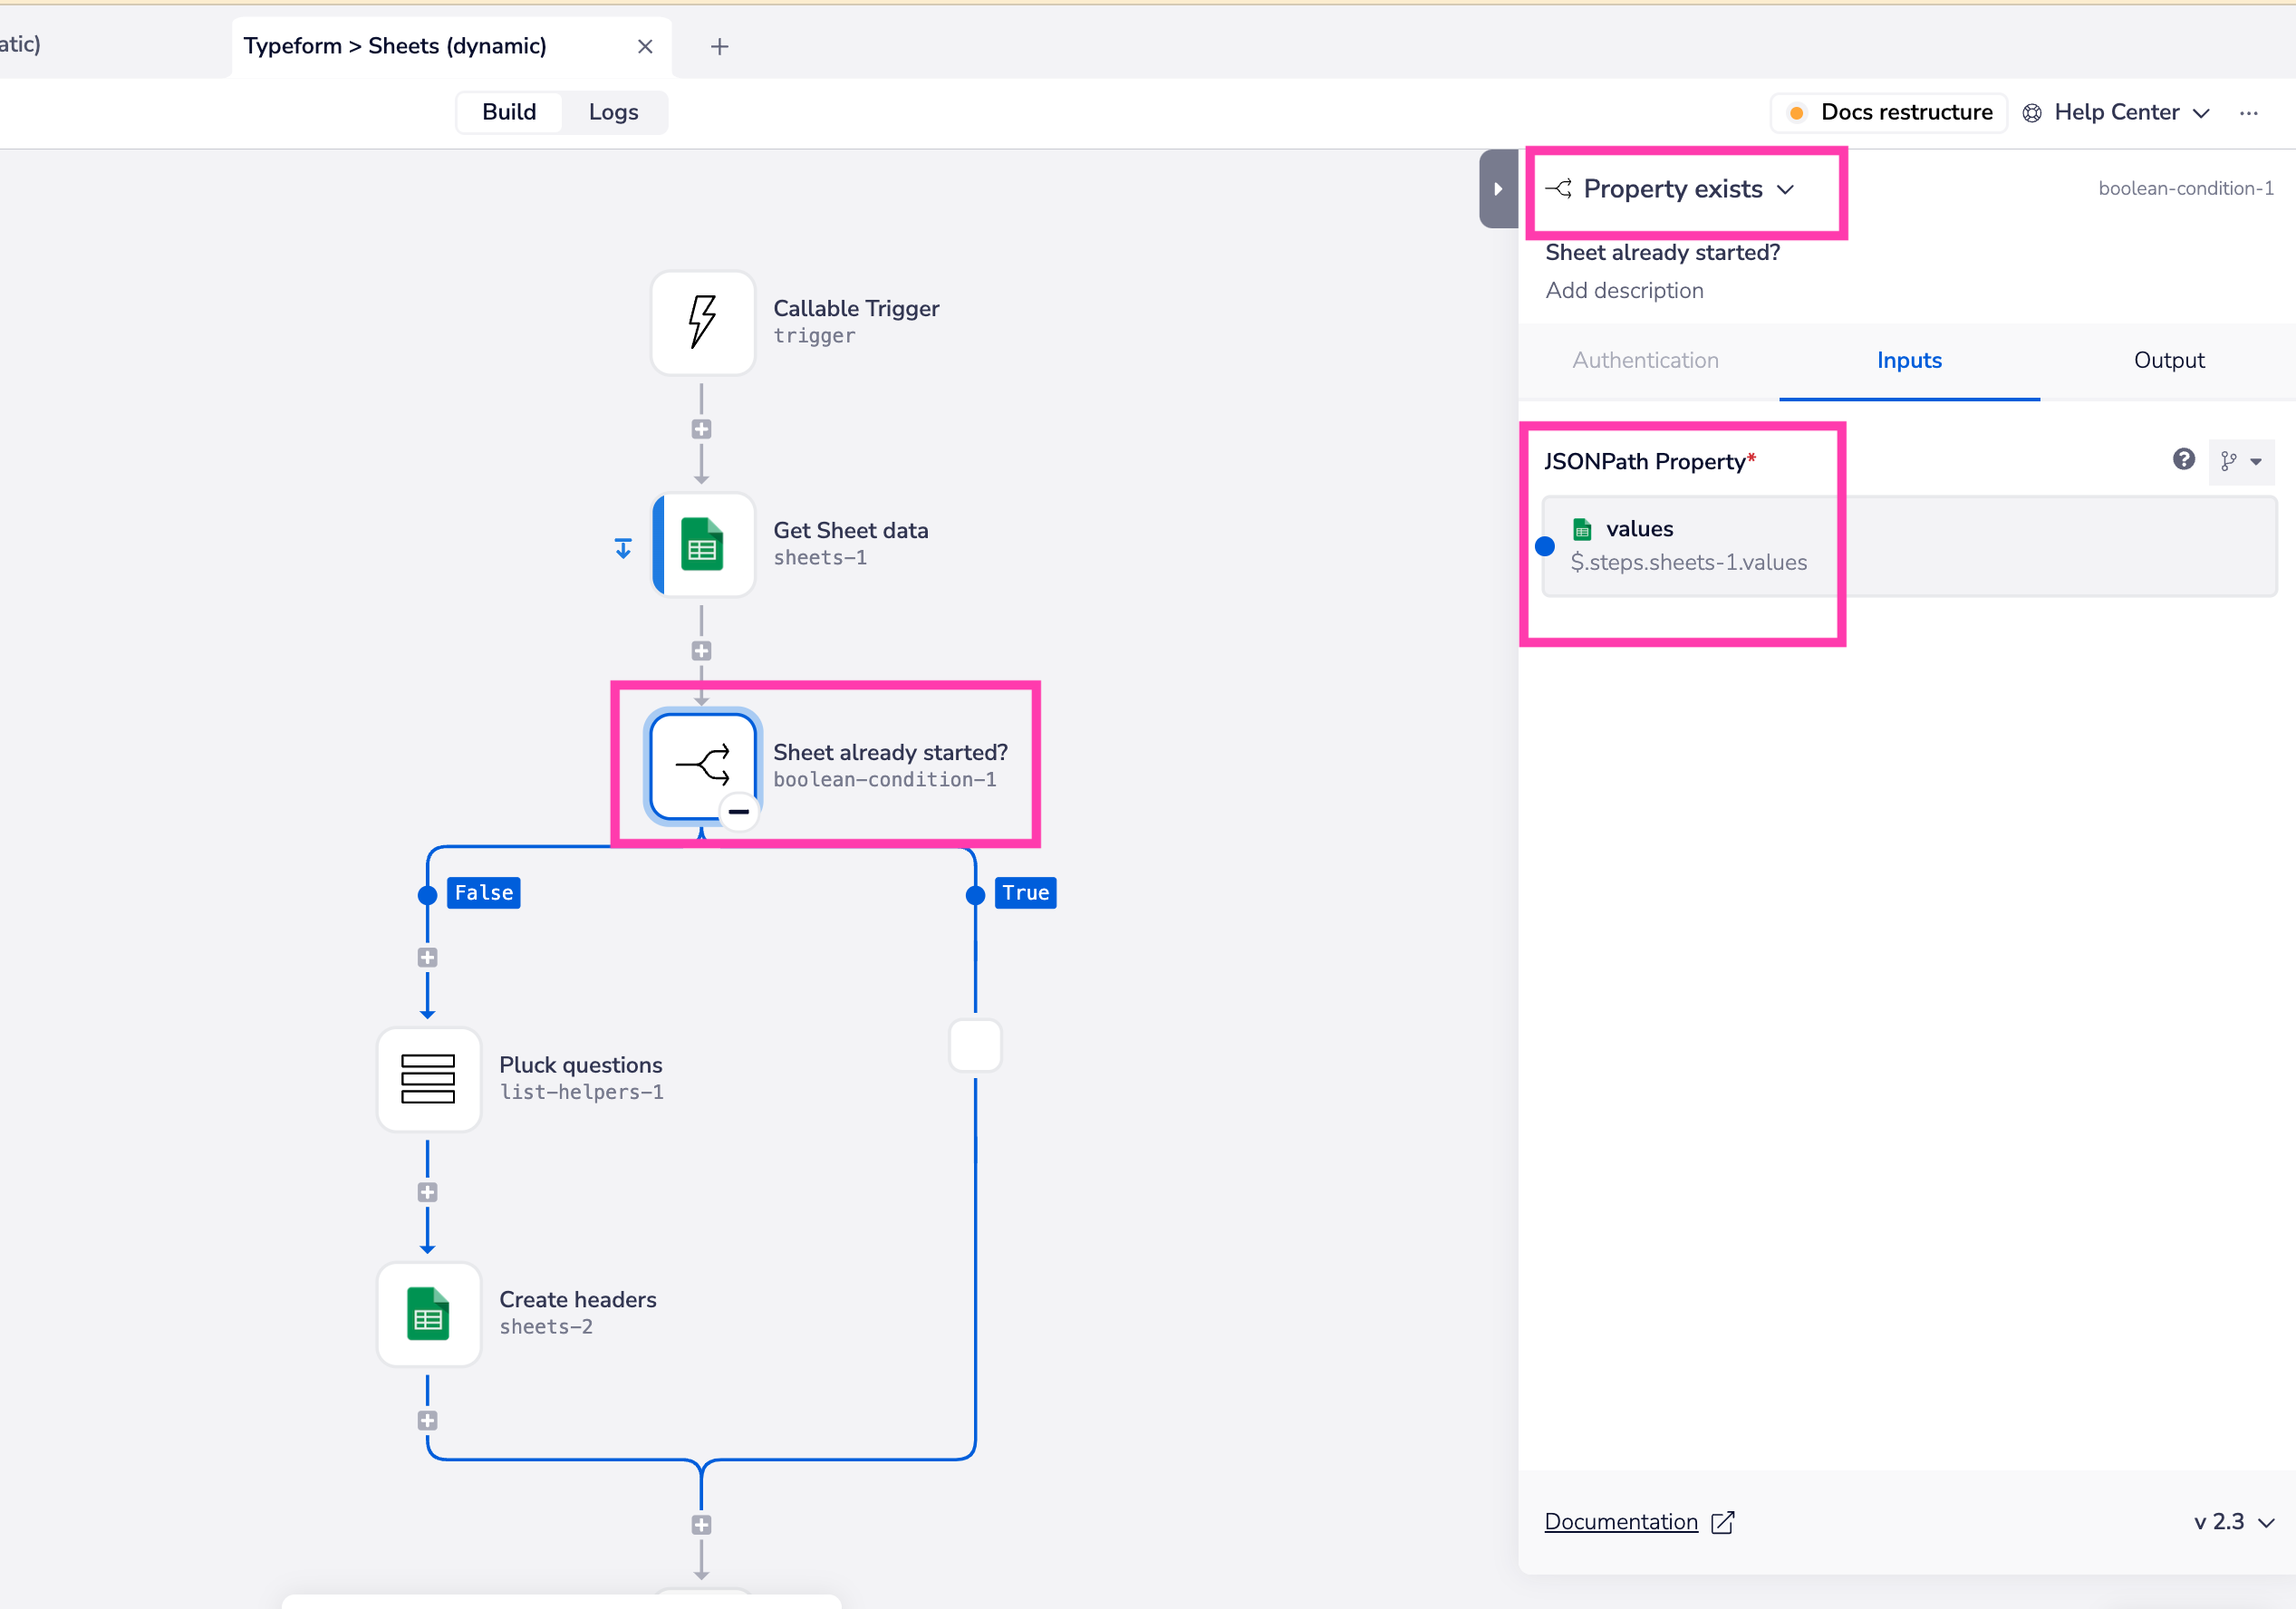 atic)
Typeform > Sheets (dynamic)
Build
Logs
Docs restructure
Help Center
Property exists
boolean-condition-1
Sheet already started?
Add description
Authentication
Inputs
Output
JSONPath Property*
values
$.steps.sheets-1.values
Callable Trigger
trigger
Get Sheet data
sheets-1
Sheet already started?
boolean-condition-1
False
True
Pluck questions
list-helpers-1
Create headers
sheets-2
Documentation
v 2.3